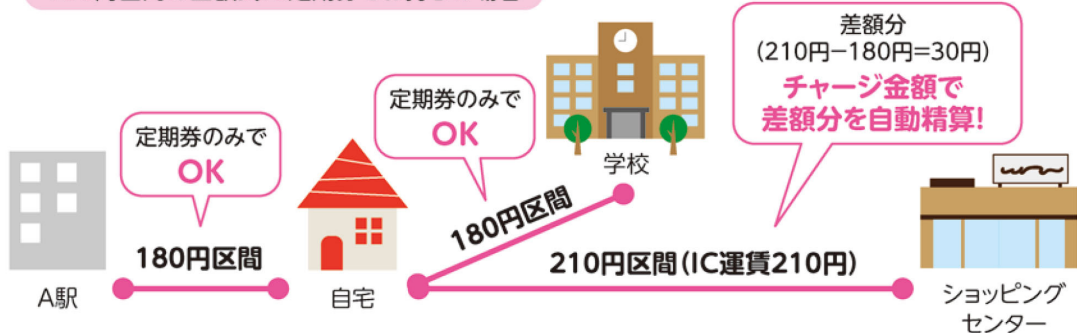 差額分
(210円−180円=30円)
チャージ金額で
差額分を自動精算!
定期券のみで
OK
定期券のみで
OK
学校
180円区間
180円区間
210円区間(IC運賃210円)
A駅
自宅
ショッピング
センター